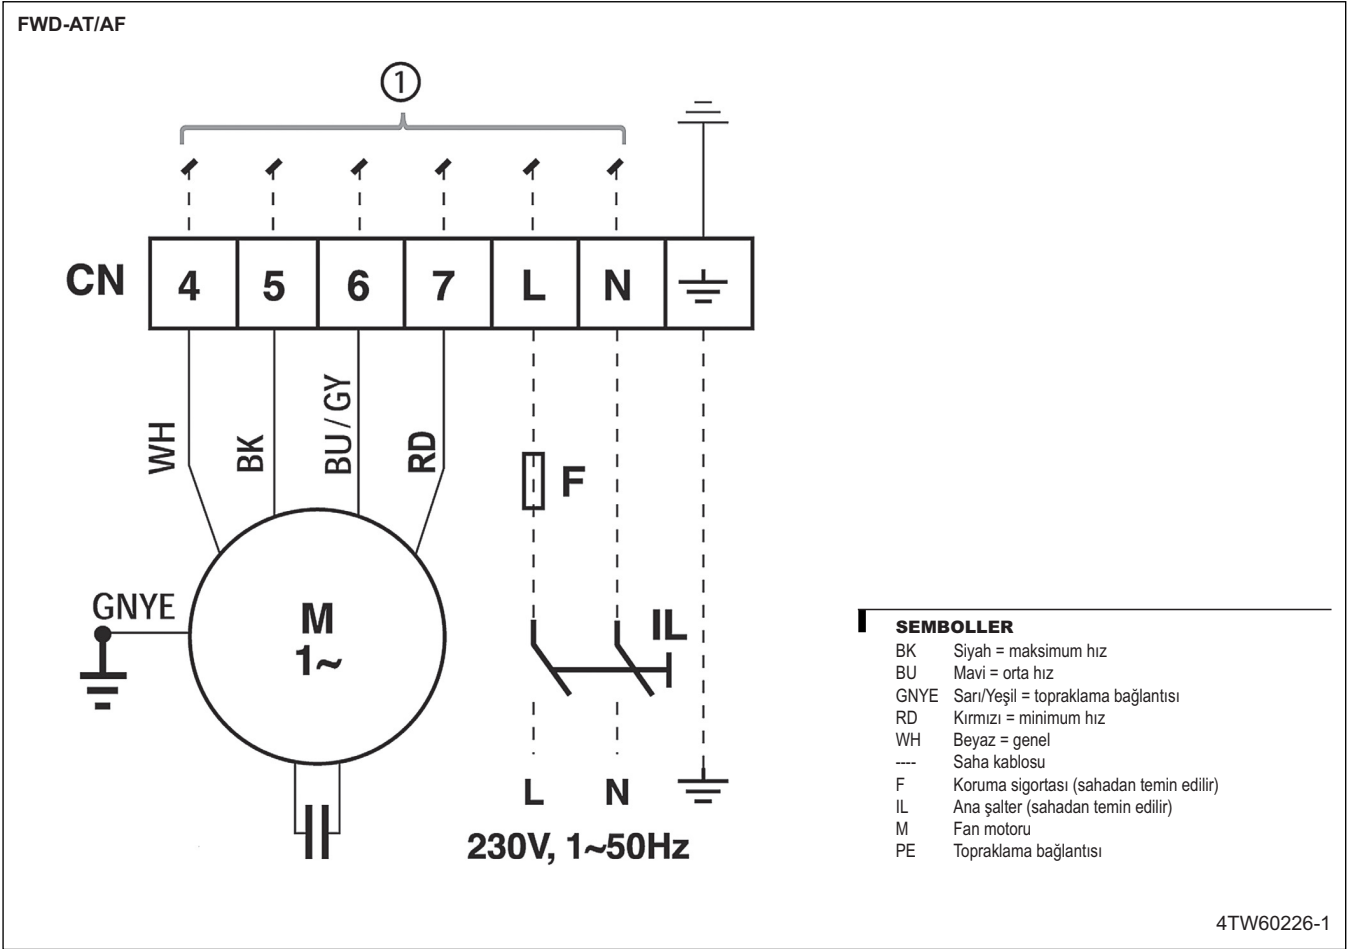 FWD-AT/AF
1
CN 4 5 6 7 L N
WH BK BU / GY RD
F
GNYE
M
1~
IL
L N
230V, 1~50Hz
SEMBOLLER
BK Siyah = maksimum hız
BU Mavi = orta hız
GNYE Sarı/Yeşil = topraklama bağlantısı
RD Kırmızı = minimum hız
WH Beyaz = genel
---- Saha kablosu
F Koruma sigortası (sahadan temin edilir)
IL Ana şalter (sahadan temin edilir)
M Fan motoru
PE Topraklama bağlantısı
4TW60226-1